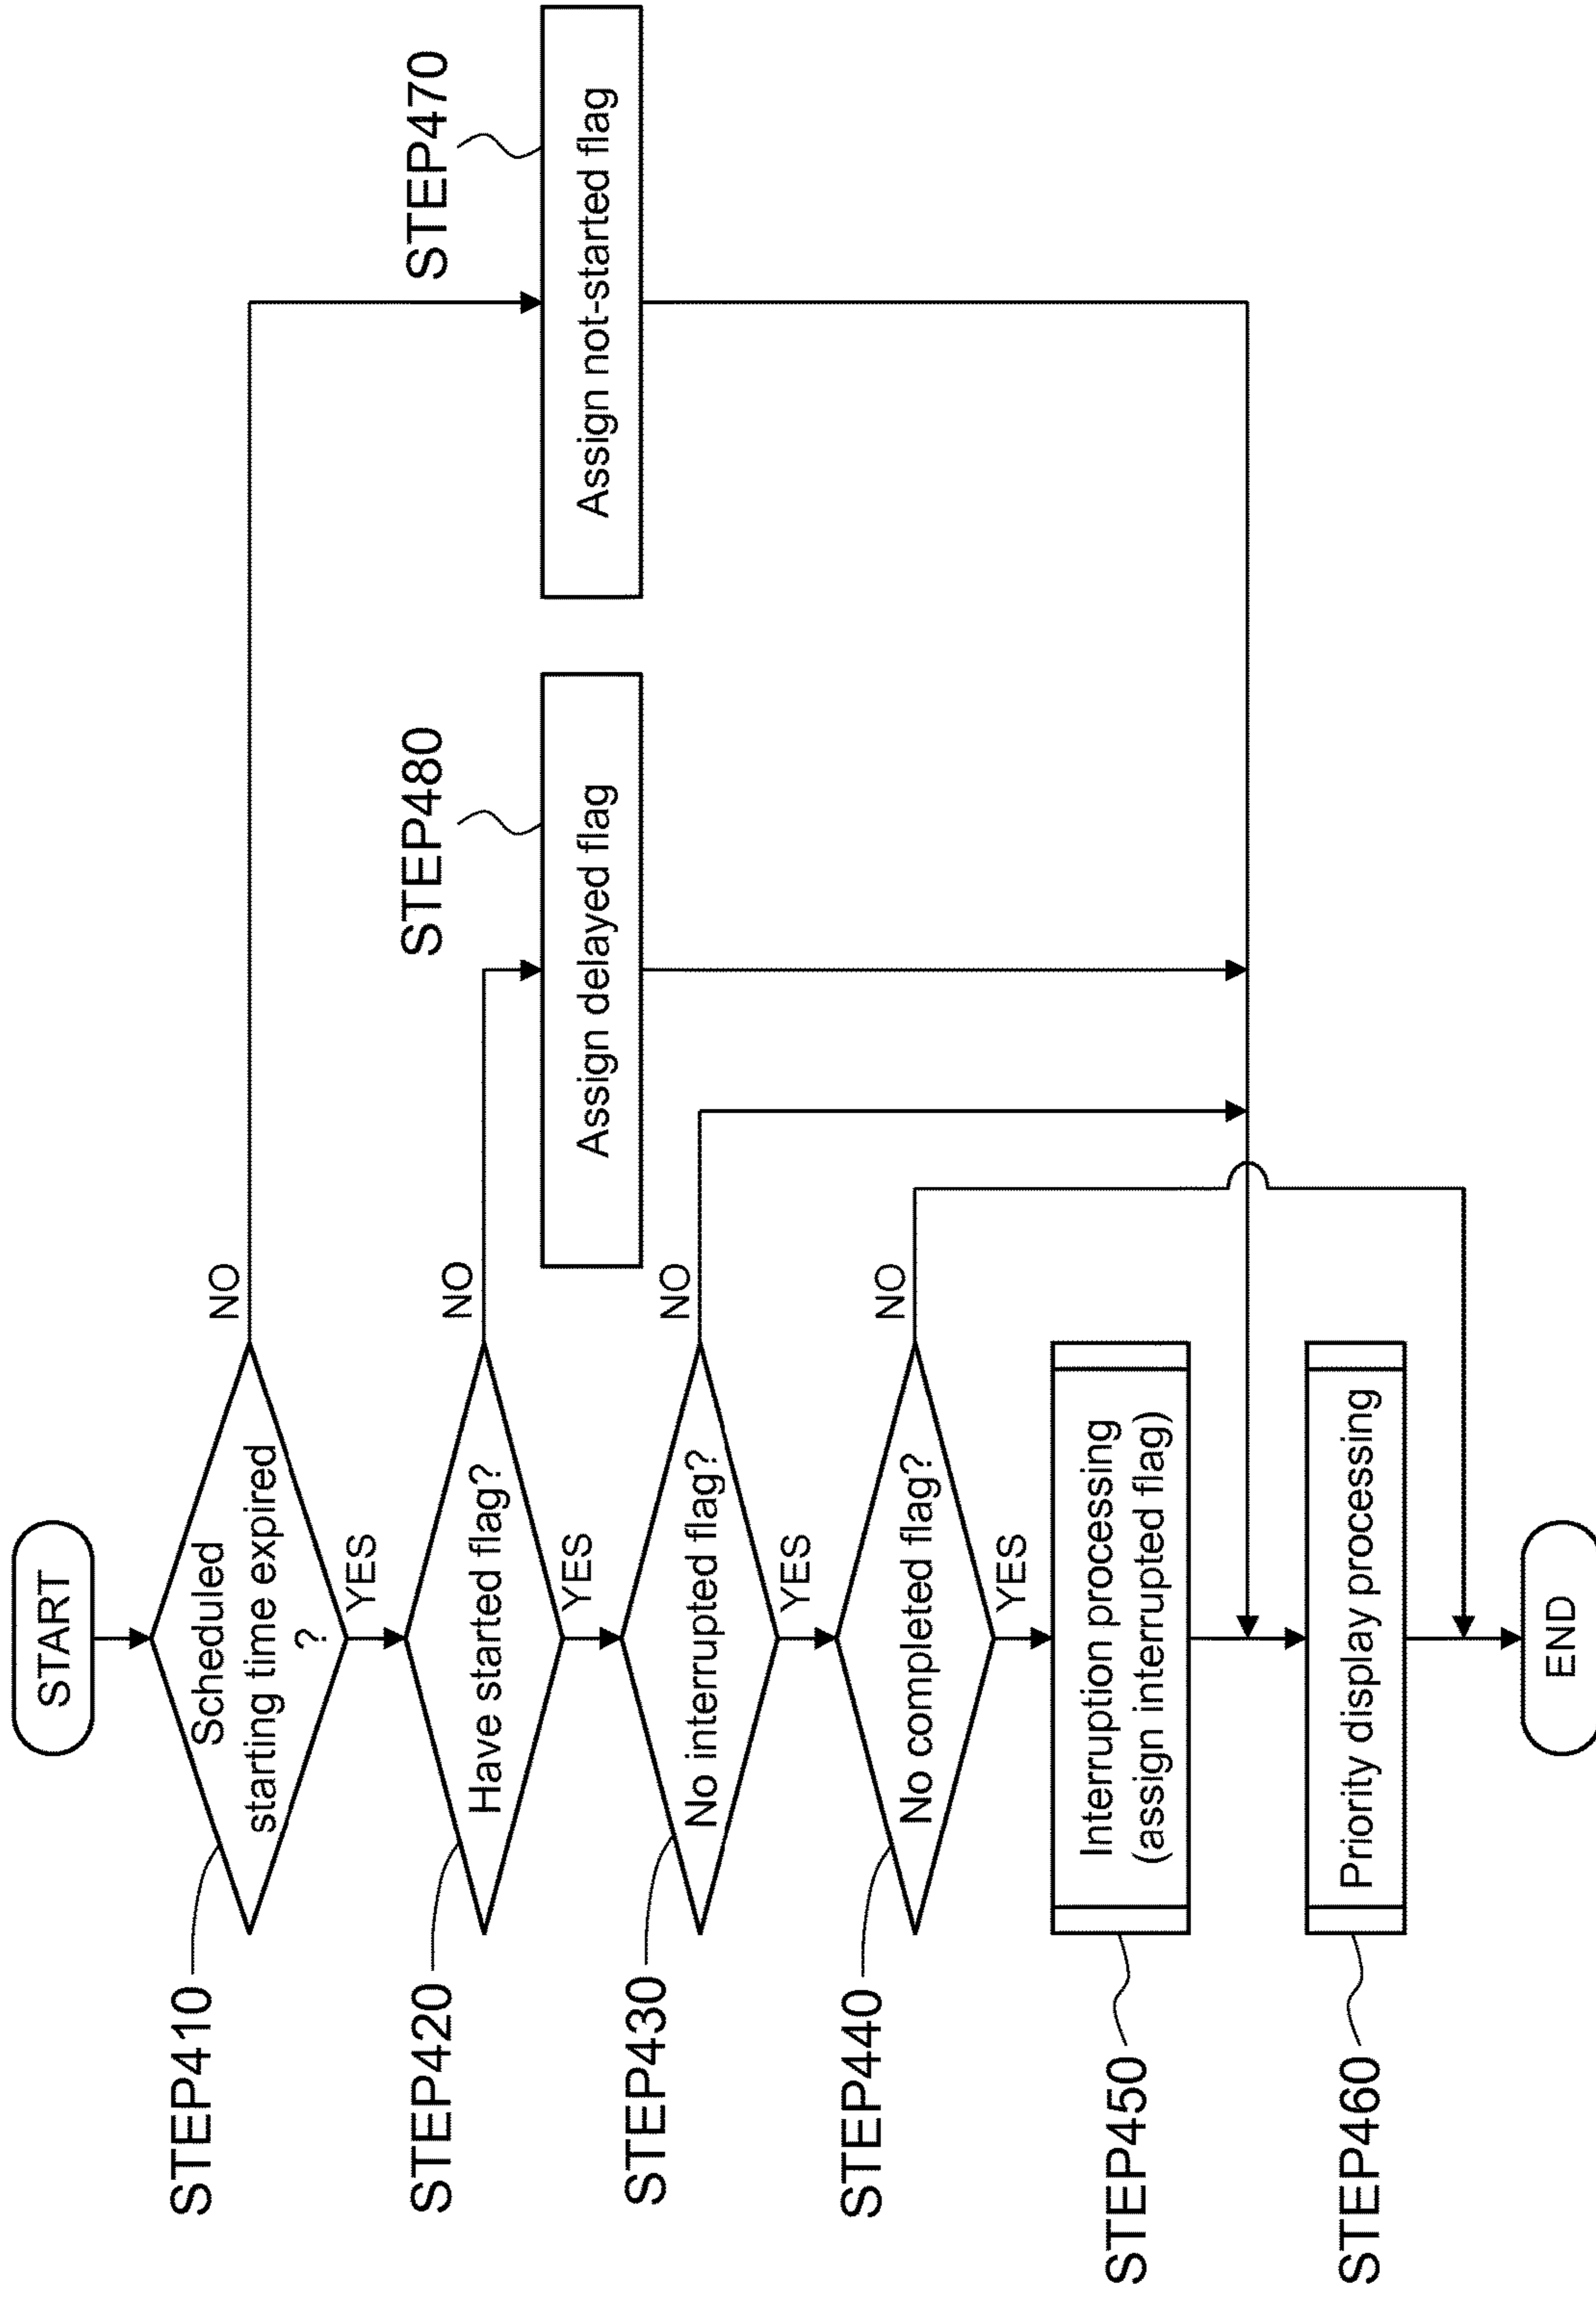 START
STEP410
Scheduled
starting time expired
?
NO
YES
STEP420
Have started flag?
NO
YES
STEP430
No interrupted flag?
NO
YES
STEP440
No completed flag?
NO
YES
STEP450
Interruption processing
(assign interrupted flag)
STEP460
Priority display processing
END
STEP480
Assign delayed flag
STEP470
Assign not-started flag